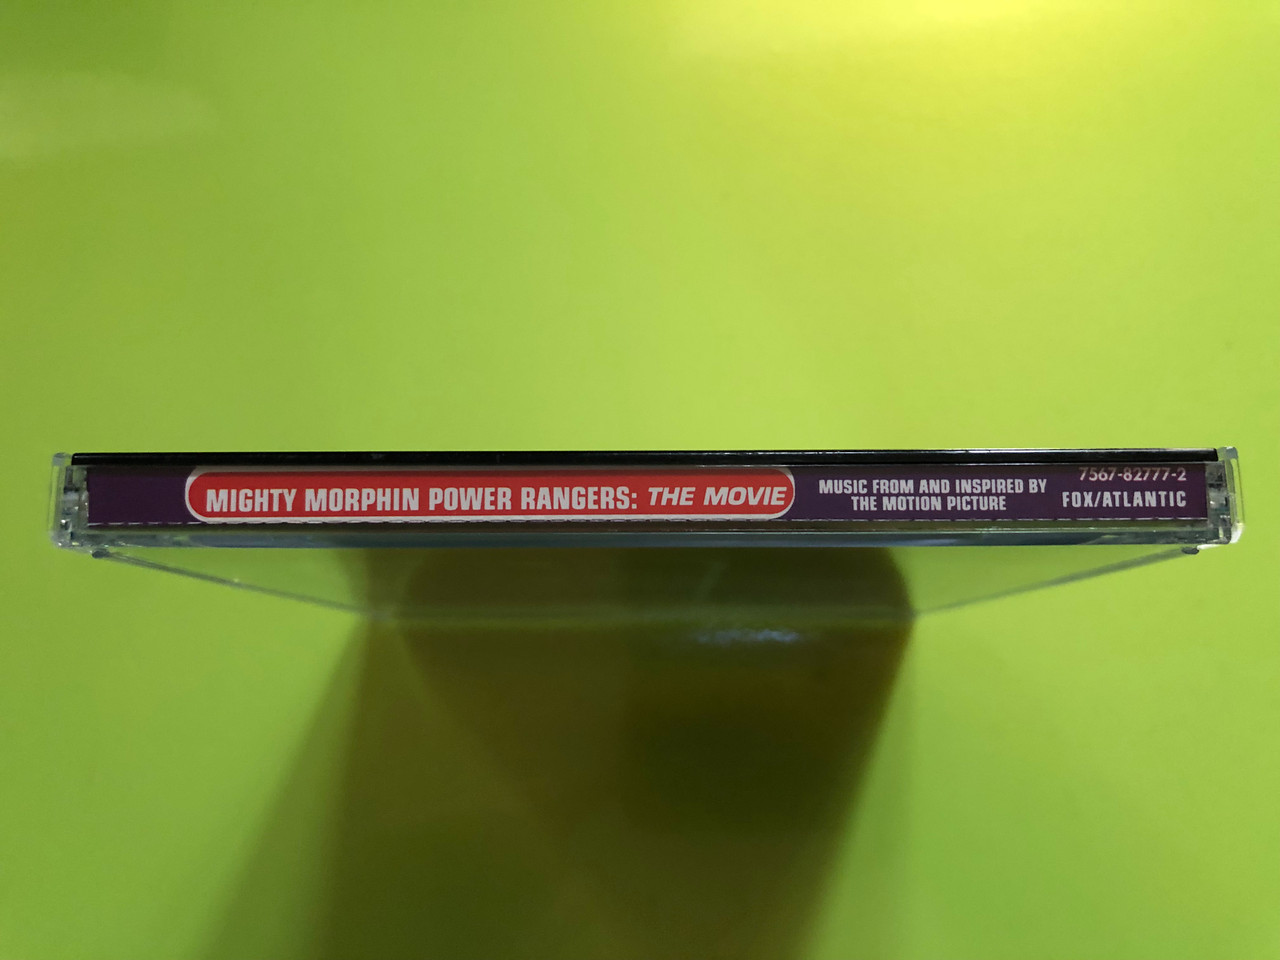 MIGHTY MORPHIN POWER RANGERS: THE MOVIE
MUSIC FROM AND INSPIRED BY
THE MOTION PICTURE
7567-82777-2
FOX/ATLANTIC